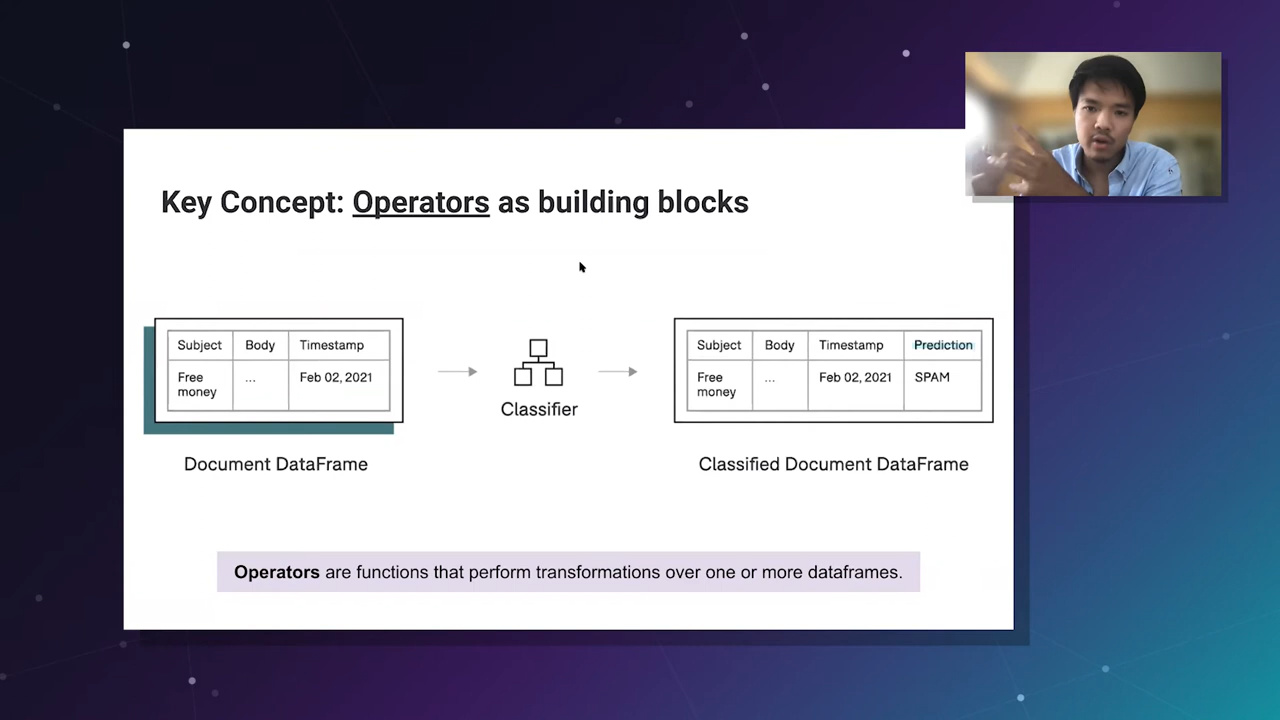 Key Concept: Operators as building blocks
Subject Body Timestamp
Free money ... Feb 02, 2021
Document DataFrame
Classifier
Subject Body Timestamp Prediction
Free money ... Feb 02, 2021 SPAM
Classified Document DataFrame
Operators are functions that perform transformations over one or more dataframes.